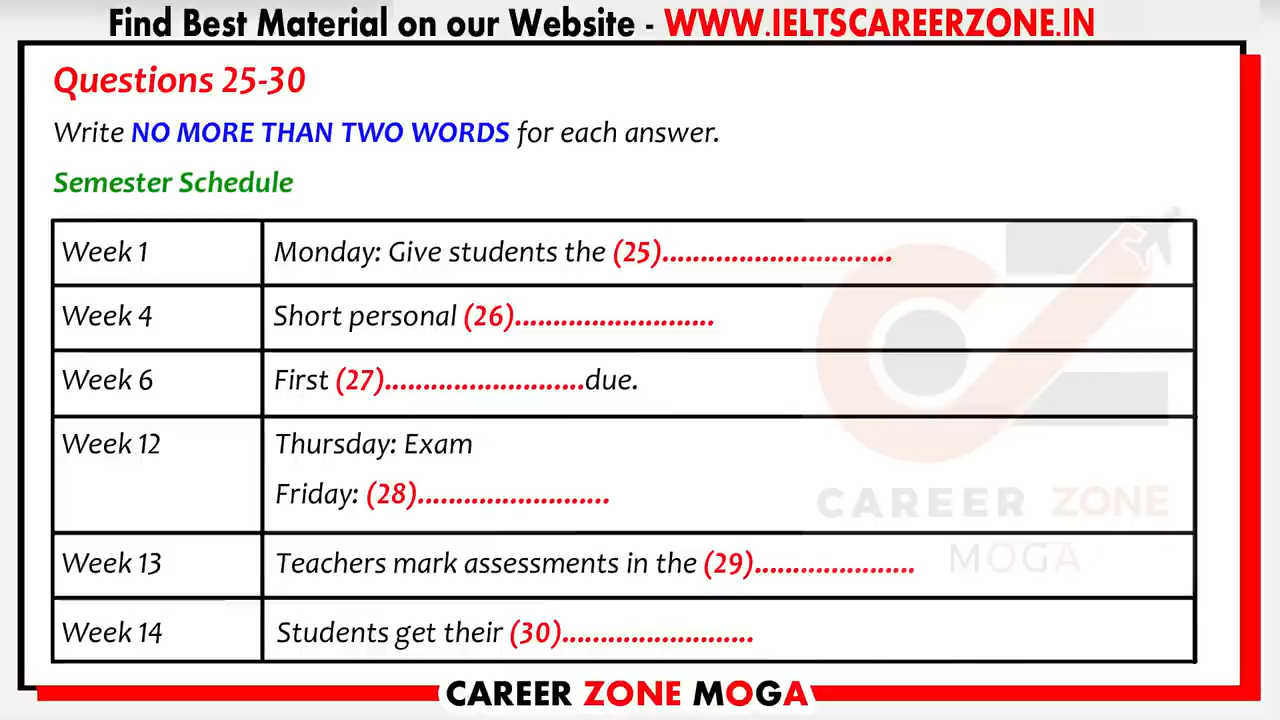 Find Best Material on our Website - WWW.IELTSCAREERZONE.IN
Questions 25-30
Write NO MORE THAN TWO WORDS for each answer.
Semester Schedule
Week 1 Monday: Give students the (25)..............................
Week 4 Short personal (26)..........................
Week 6 First (27)..........................due.
Week 12 Thursday: Exam
Friday: (28).........................
CAREER ZONE
Week 13 Teachers mark assessments in the (29).....................
MOGA
Week 14 Students get their (30).........................
CAREER ZONE MOGA